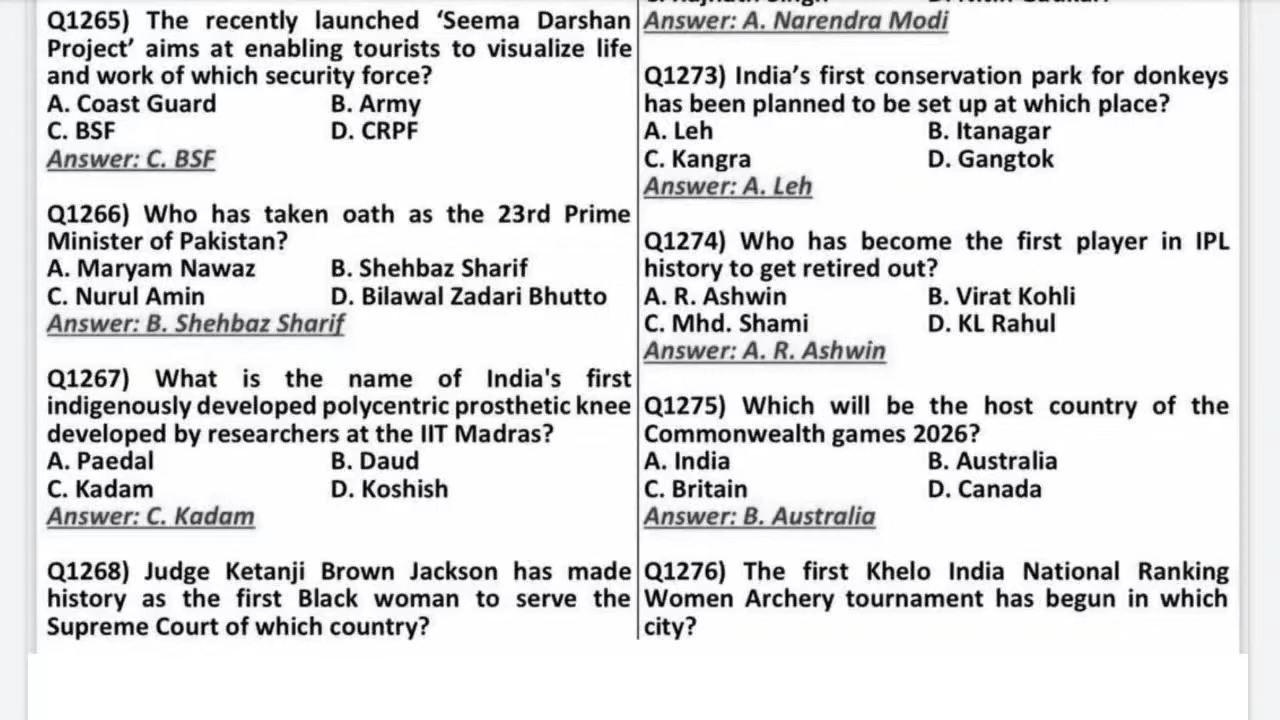 Q1265) The recently launched ‘Seema Darshan
Project’ aims at enabling tourists to visualize life
and work of which security force?
A. Coast Guard B. Army
C. BSF D. CRPF
Answer: C. BSF
Q1266) Who has taken oath as the 23rd Prime
Minister of Pakistan?
A. Maryam Nawaz B. Shehbaz Sharif
C. Nurul Amin D. Bilawal Zadari Bhutto
Answer: B. Shehbaz Sharif
Q1267) What is the name of India's first
indigenously developed polycentric prosthetic knee
developed by researchers at the IIT Madras?
A. Paedal B. Daud
C. Kadam D. Koshish
Answer: C. Kadam
Q1268) Judge Ketanji Brown Jackson has made
history as the first Black woman to serve the
Supreme Court of which country?
Answer: A. Narendra Modi
Q1273) India’s first conservation park for donkeys
has been planned to be set up at which place?
A. Leh B. Itanagar
C. Kangra D. Gangtok
Answer: A. Leh
Q1274) Who has become the first player in IPL
history to get retired out?
A. R. Ashwin B. Virat Kohli
C. Mhd. Shami D. KL Rahul
Answer: A. R. Ashwin
Q1275) Which will be the host country of the
Commonwealth games 2026?
A. India B. Australia
C. Britain D. Canada
Answer: B. Australia
Q1276) The first Khelo India National Ranking
Women Archery tournament has begun in which
city?